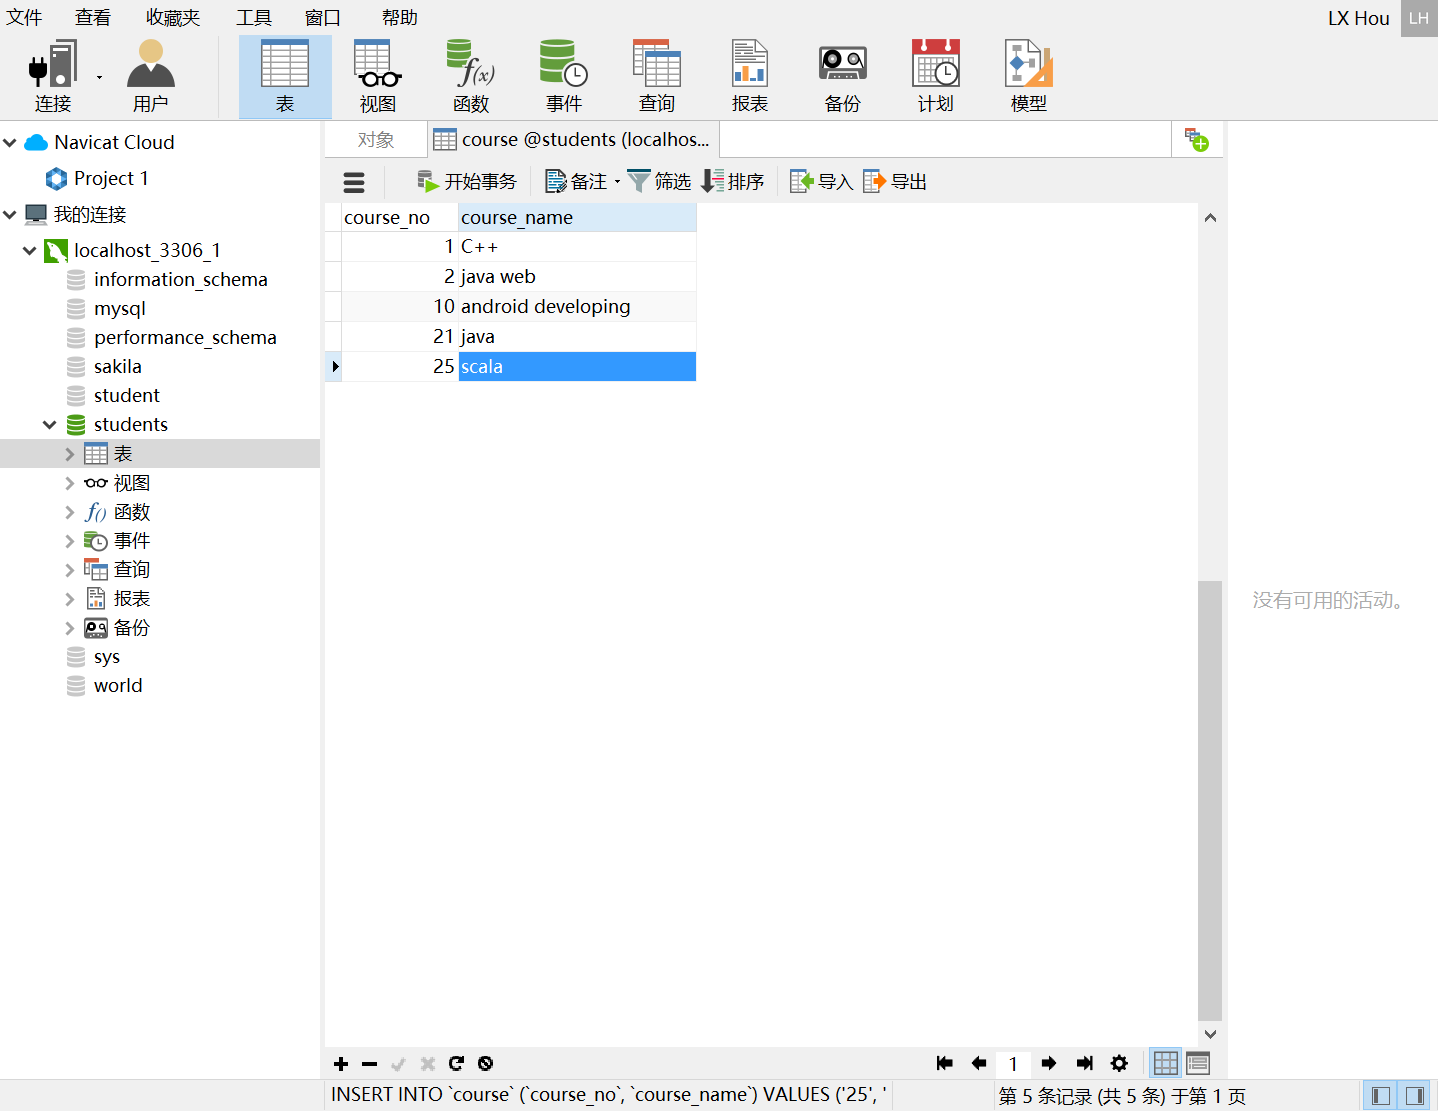 文件 查看 收藏夹 工具 窗口 帮助 LX Hou LH
连接 用户 表 视图 函数 事件 查询 报表 备份 计划 模型
Navicat Cloud
Project 1
我的连接
localhost_3306_1
information_schema
mysql
performance_schema
sakila
student
students
表
视图
函数
事件
查询
报表
备份
sys
world
对象 course @students (localhos...
开始事务 备注 筛选 排序 导入 导出
course_no course_name
1 C++
2 java web
10 android developing
21 java
25 scala
没有可用的活动。
1
INSERT INTO `course` (`course_no`, `course_name`) VALUES ('25', ' 第 5 条记录 (共 5 条) 于第 1 页